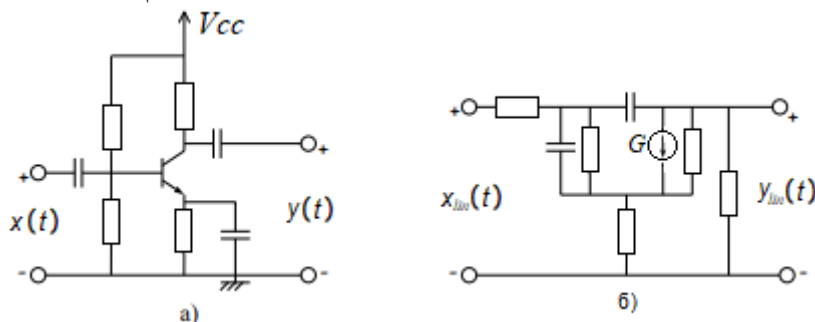 Vcc
+
+
x(t)
y(t)
-
-
а)
+
+
G
x_lin(t)
y_lin(t)
-
-
б)